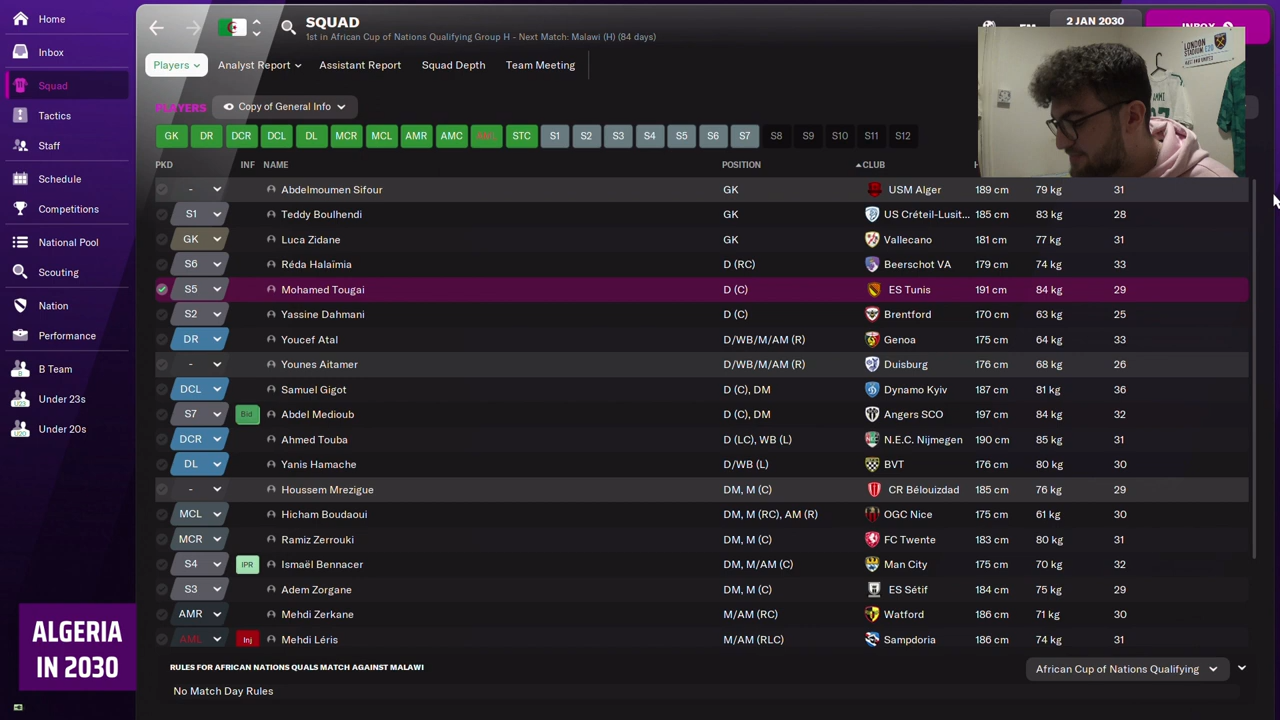 Home
Inbox
Squad
Tactics
Staff
Schedule
Competitions
National Pool
Scouting
Nation
Performance
B Team
Under 23s
Under 20s
ALGERIA
IN 2030
SQUAD
1st in African Cup of Nations Qualifying Group H - Next Match: Malawi (H) (84 days)
2 JAN 2030
INBOX
Players Analyst Report Assistant Report Squad Depth Team Meeting
PLAYERS Copy of General Info
GK DR DCR DCL DL MCR MCL AMR AMC AML STC S1 S2 S3 S4 S5 S6 S7 S8 S9 S10 S11 S12
PKD INF NAME POSITION CLUB
- Abdelmoumen Sifour GK USM Alger 189 cm 79 kg 31
S1 Teddy Boulhendi GK US Créteil-Lusit... 185 cm 83 kg 28
GK Luca Zidane GK Vallecano 181 cm 77 kg 31
S6 Réda Halaïmia D (RC) Beerschot VA 179 cm 74 kg 33
S5 Mohamed Tougai D (C) ES Tunis 191 cm 84 kg 29
S2 Yassine Dahmani D (C) Brentford 170 cm 63 kg 25
DR Youcef Atal D/WB/M/AM (R) Genoa 175 cm 64 kg 33
- Younes Aitamer D/WB/M/AM (R) Duisburg 176 cm 68 kg 26
DCL Samuel Gigot D (C), DM Dynamo Kyiv 187 cm 81 kg 36
S7 Bid Abdel Medioub D (C), DM Angers SCO 197 cm 84 kg 32
DCR Ahmed Touba D (LC), WB (L) N.E.C. Nijmegen 190 cm 85 kg 31
DL Yanis Hamache D/WB (L) BVT 176 cm 80 kg 30
- Houssem Mrezigue DM, M (C) CR Bélouizdad 185 cm 76 kg 29
MCL Hicham Boudaoui DM, M (RC), AM (R) OGC Nice 175 cm 61 kg 30
MCR Ramiz Zerrouki DM, M (C) FC Twente 183 cm 80 kg 31
S4 IPR Ismaël Bennacer DM, M/AM (C) Man City 175 cm 70 kg 32
S3 Adem Zorgane DM, M (C) ES Sétif 184 cm 75 kg 29
AMR Mehdi Zerkane M/AM (RC) Watford 186 cm 71 kg 30
AML Inj Mehdi Léris M/AM (RLC) Sampdoria 186 cm 74 kg 31
RULES FOR AFRICAN NATIONS QUALS MATCH AGAINST MALAWI
African Cup of Nations Qualifying
No Match Day Rules
LONDON
STADIUM E20